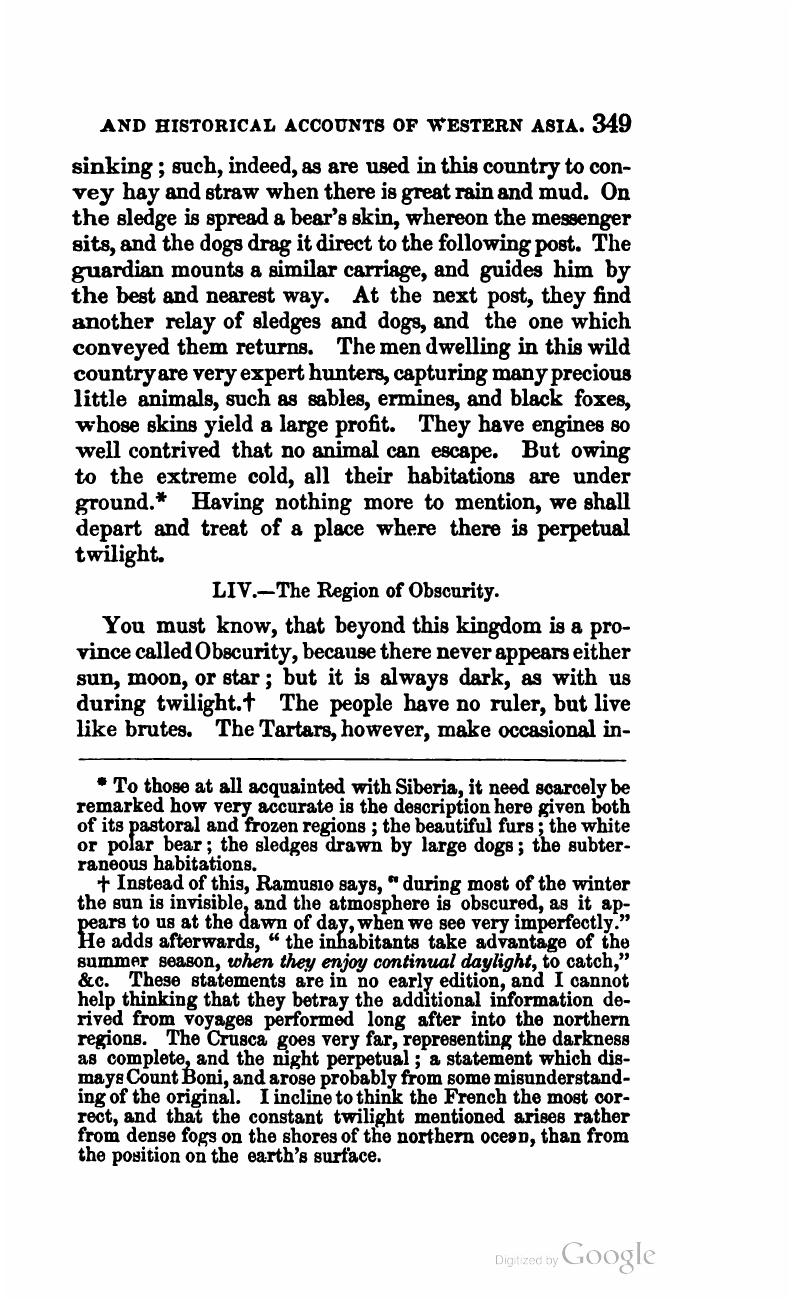 AND HISTORICAL ACCOUNTS OF WESTERN ASIA. 349
sinking ; such, indeed, as are used in this country to con-
vey hay and straw when there is great rain and mud. On
the sledge is spread a bear's skin, whereon the messenger
sits, and the dogs drag it direct to the following post. The
guardian mounts a similar carriage, and guides him by
the best and nearest way. At the next post, they find
another relay of sledges and dogs, and the one which
conveyed them returns. The men dwelling in this wild
country are very expert hunters, capturing many precious
little animals, such as sables, ermines, and black foxes,
whose skins yield a large profit. They have engines so
well contrived that no animal can escape. But owing
to the extreme cold, all their habitations are under
ground.* Having nothing more to mention, we shall
depart and treat of a place where there is perpetual
twilight.
LIV.—The Region of Obscurity.
You must know, that beyond this kingdom is a pro-
vince called Obscurity, because there never appears either
sun, moon, or star ; but it is always dark, as with us
during twilight.† The people have no ruler, but live
like brutes. The Tartars, however, make occasional in-
* To those at all acquainted with Siberia, it need scarcely be
remarked how very accurate is the description here given both
of its pastoral and frozen regions ; the beautiful furs ; the white
or polar bear ; the sledges drawn by large dogs ; the subter-
raneous habitations.
† Instead of this, Ramusio says, " during most of the winter
the sun is invisible, and the atmosphere is obscured, as it ap-
pears to us at the dawn of day, when we see very imperfectly."
He adds afterwards, " the inhabitants take advantage of the
summer season, when they enjoy continual daylight, to catch,"
&c. These statements are in no early edition, and I cannot
help thinking that they betray the additional information de-
rived from voyages performed long after into the northern
regions. The Crusca goes very far, representing the darkness
as complete, and the night perpetual ; a statement which dis-
mays Count Boni, and arose probably from some misunderstand-
ing of the original. I incline to think the French the most cor-
rect, and that the constant twilight mentioned arises rather
from dense fogs on the shores of the northern ocean, than from
the position on the earth's surface.
Digitized by Google